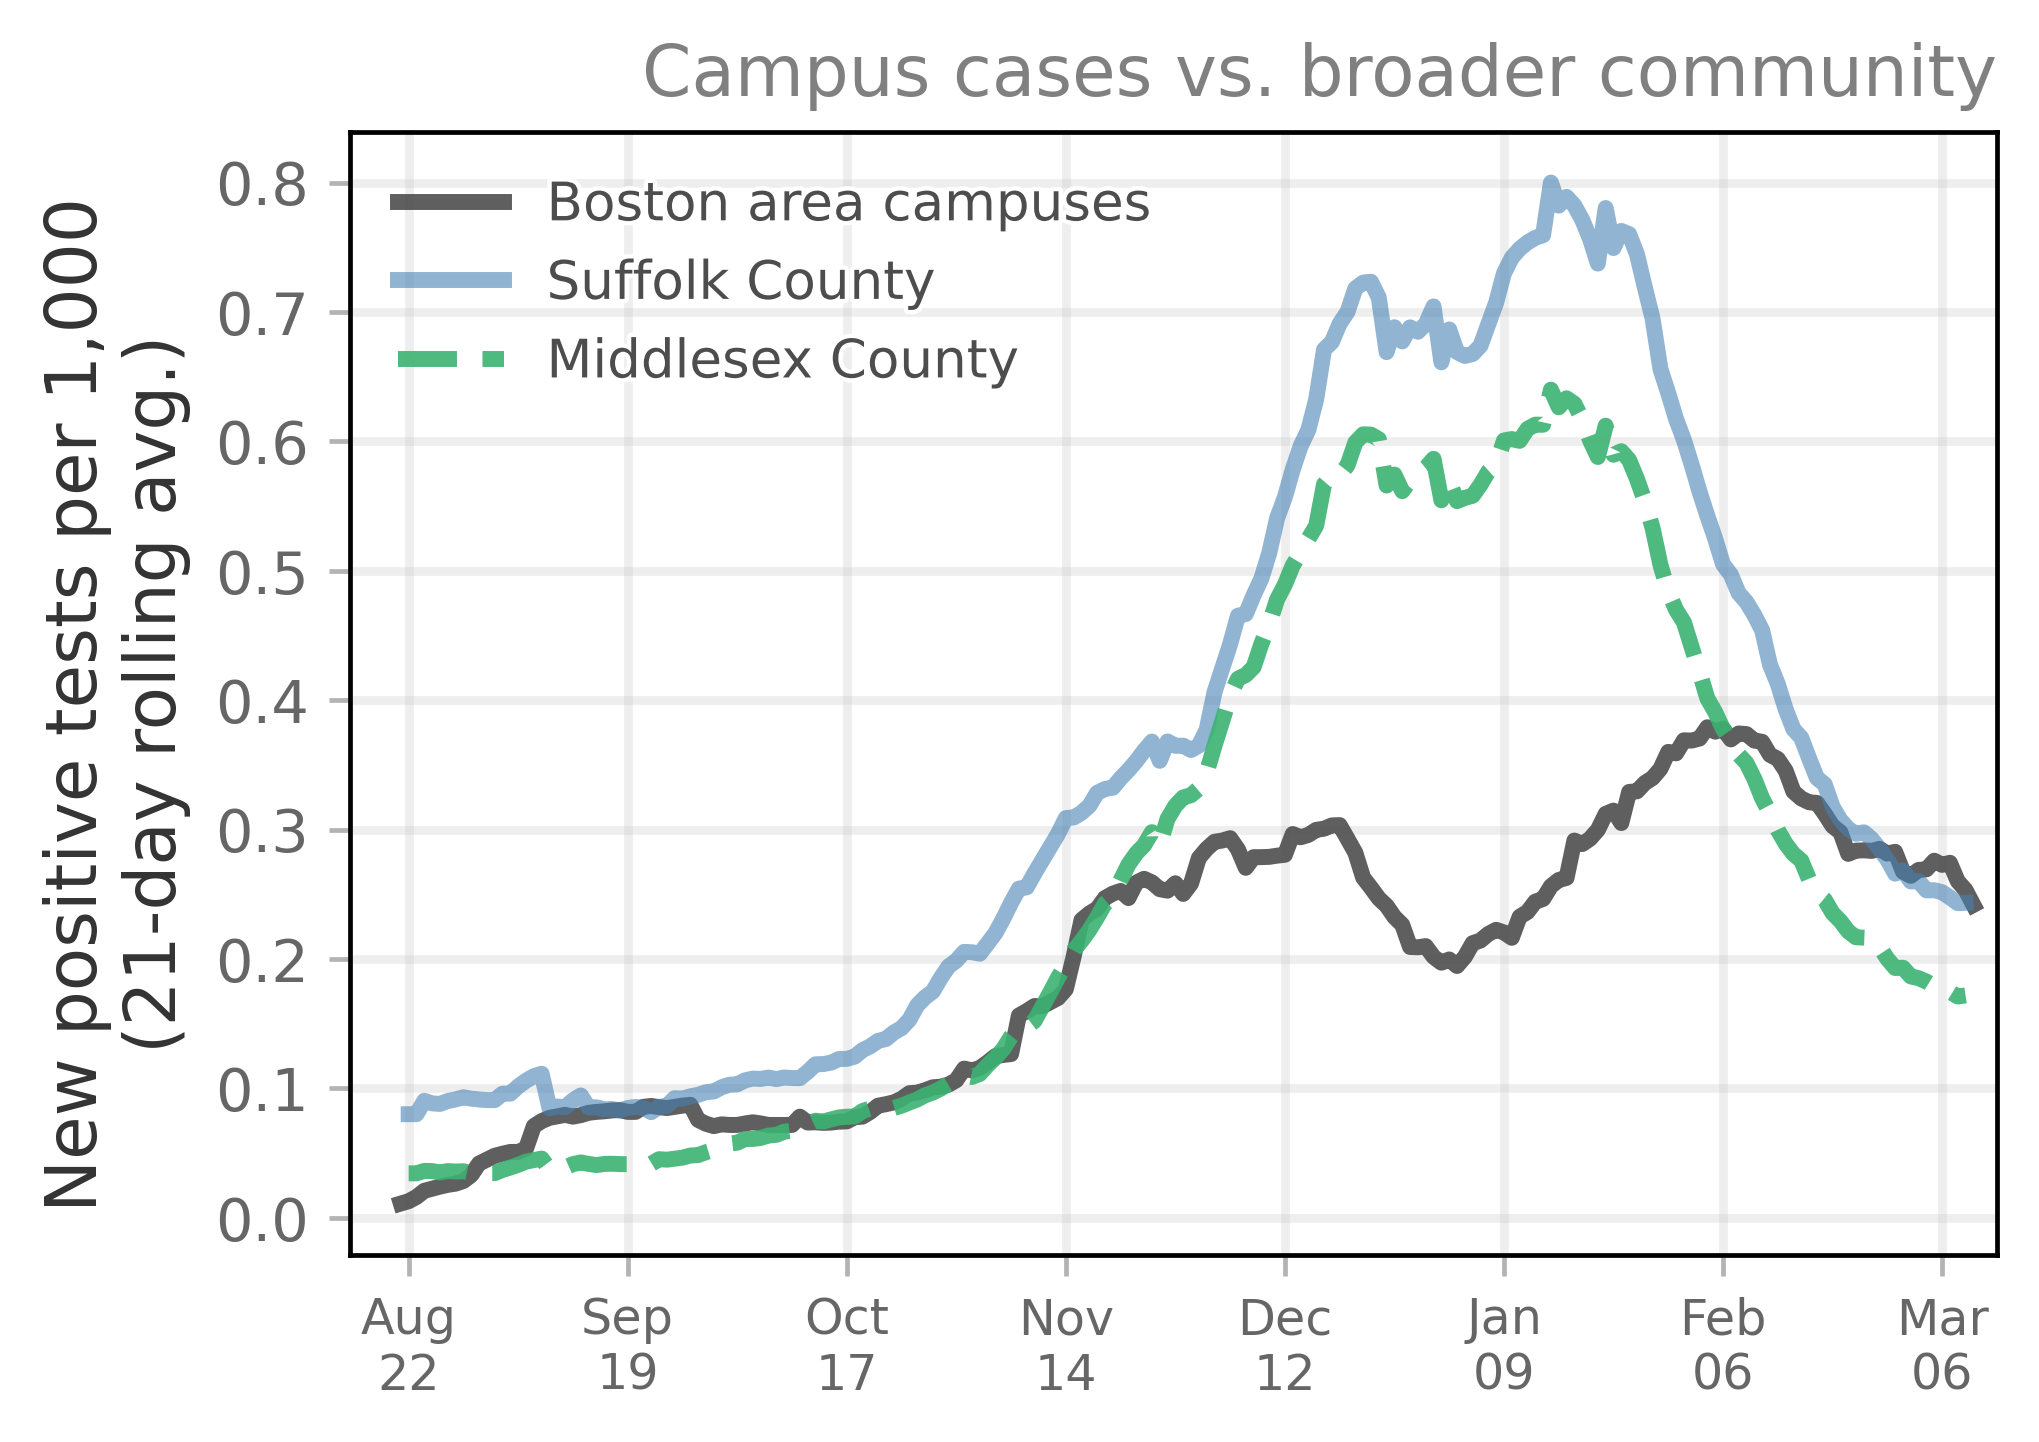 Campus cases vs. broader community
New positive tests per 1,000
(21-day rolling avg.)
0.8
0.7
0.6
0.5
0.4
0.3
0.2
0.1
0.0
Boston area campuses
Suffolk County
Middlesex County
Aug Sep Oct Nov Dec Jan Feb Mar
22 19 17 14 12 09 06 06